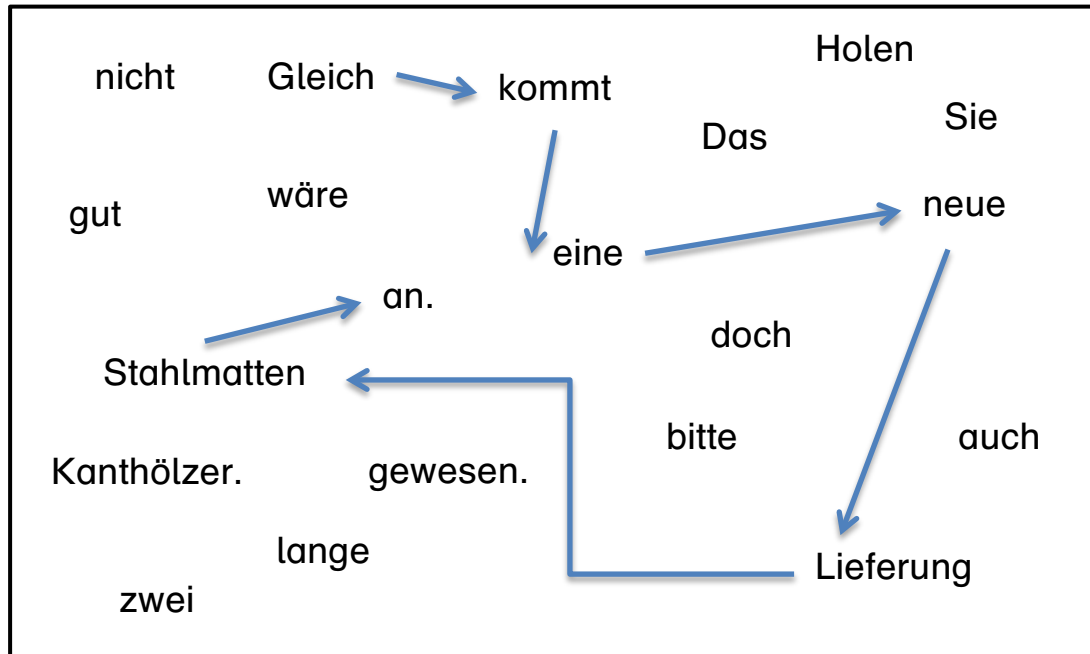 Holen
nicht Gleich kommt
Das Sie
gut wäre neue
eine
an.
doch
Stahlmatten
bitte auch
Kanthölzer. gewesen.
lange Lieferung
zwei